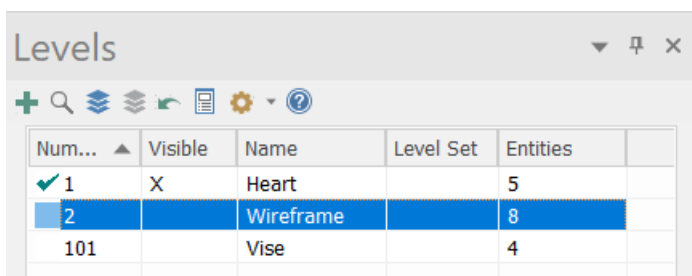 Levels
Num... Visible Name Level Set Entities
1 X Heart 5
2 Wireframe 8
101 Vise 4